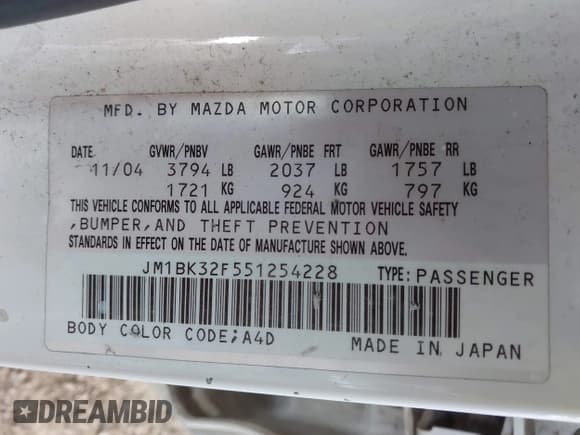 MFD. BY MAZDA MOTOR CORPORATION
DATE GVWR/PNBV GAWR/PNBE FRT GAWR/PNBE RR
11/04 3794 LB 2037 LB 1757 LB
1721 KG 924 KG 797 KG
THIS VEHICLE CONFORMS TO ALL APPLICABLE FEDERAL MOTOR VEHICLE SAFETY
,BUMPER,AND THEFT PREVENTION
STANDARDS IN EFFECT ON THE DATE OF MANUFACTURE SHOWN ABOVE.
JM1BK32F551254228 TYPE:PASSENGER
BODY COLOR CODE;A4D MADE IN JAPAN
DREAMBID